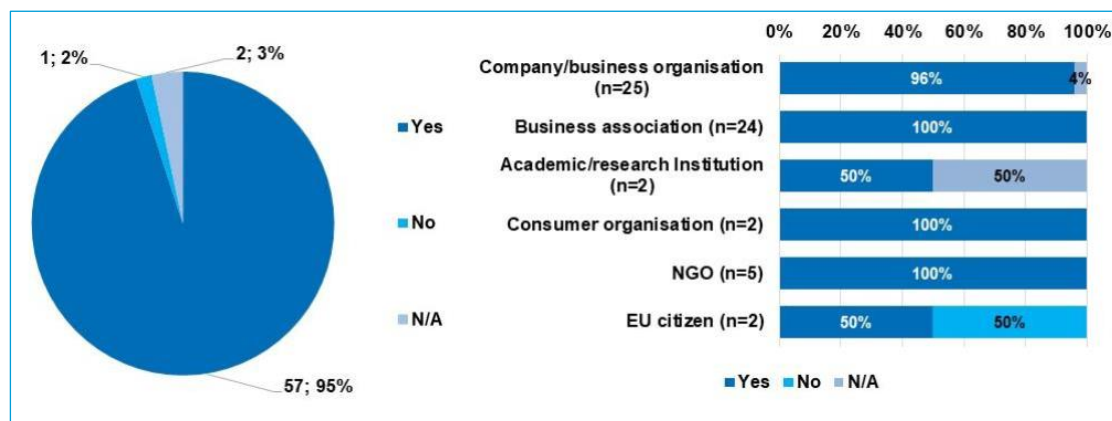 1; 2%
2; 3%
57; 95%
Yes
No
N/A
0% 20% 40% 60% 80% 100%
Company/business organisation
(n=25)
96%
4%
Business association (n=24)
100%
Academic/research Institution
(n=2)
50%
50%
Consumer organisation (n=2)
100%
NGO (n=5)
100%
EU citizen (n=2)
50%
50%
Yes No N/A